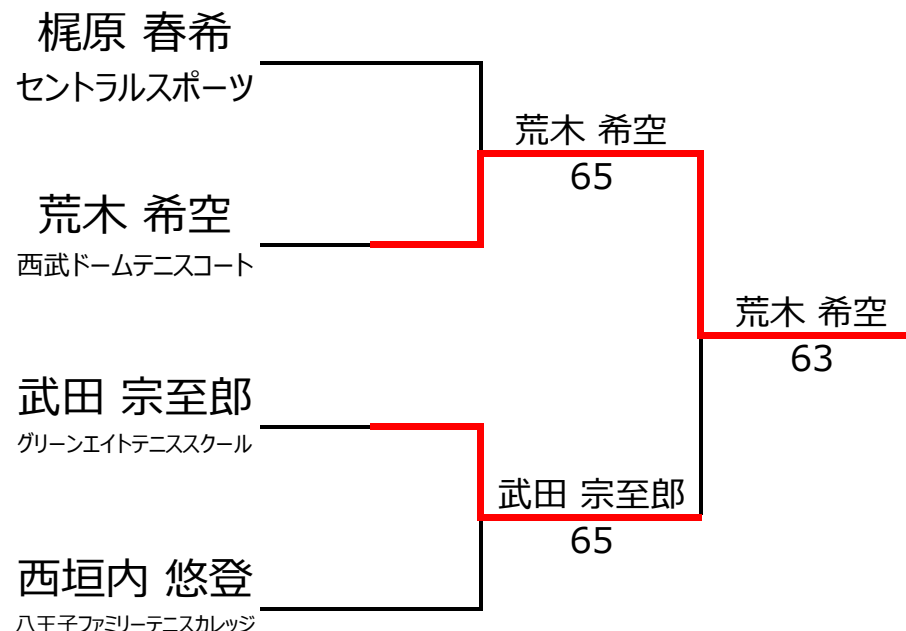 梶原 春希
セントラルスポーツ
荒木 希空
65
荒木 希空
西武ドームテニスコート
荒木 希空
63
武田 宗至郎
グリーンエイトテニススクール
武田 宗至郎
65
西垣内 悠登
八王子ファミリーテニスカレッジ